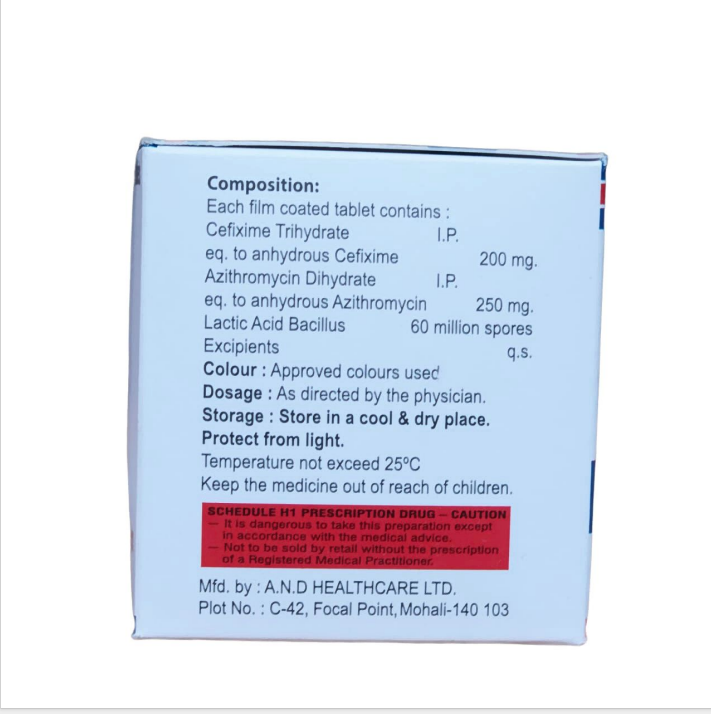 Composition:
Each film coated tablet contains :
Cefixime Trihydrate I.P.
eq. to anhydrous Cefixime 200 mg.
Azithromycin Dihydrate I.P.
eq. to anhydrous Azithromycin 250 mg.
Lactic Acid Bacillus 60 million spores
Excipients q.s.
Colour : Approved colours used
Dosage : As directed by the physician.
Storage : Store in a cool & dry place.
Protect from light.
Temperature not exceed 25ºC
Keep the medicine out of reach of children.
SCHEDULE H1 PRESCRIPTION DRUG – CAUTION
– It is dangerous to take this preparation except
in accordance with the medical advice.
– Not to be sold by retail without the prescription
of a Registered Medical Practitioner.
Mfd. by : A.N.D HEALTHCARE LTD.
Plot No. : C-42, Focal Point, Mohali-140 103